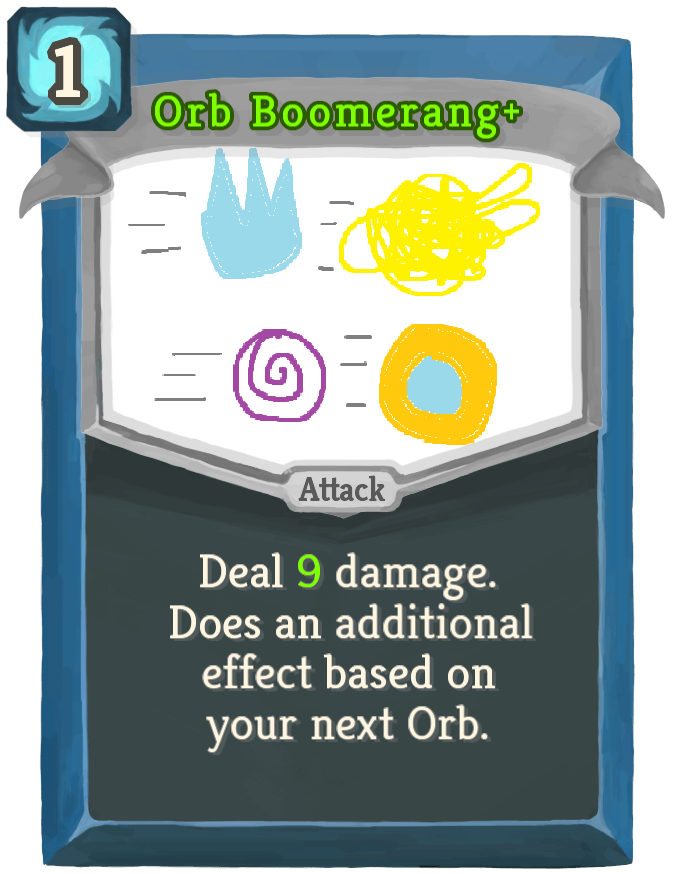 1
Orb Boomerang+
Attack
Deal 9 damage.
Does an additional
effect based on
your next Orb.